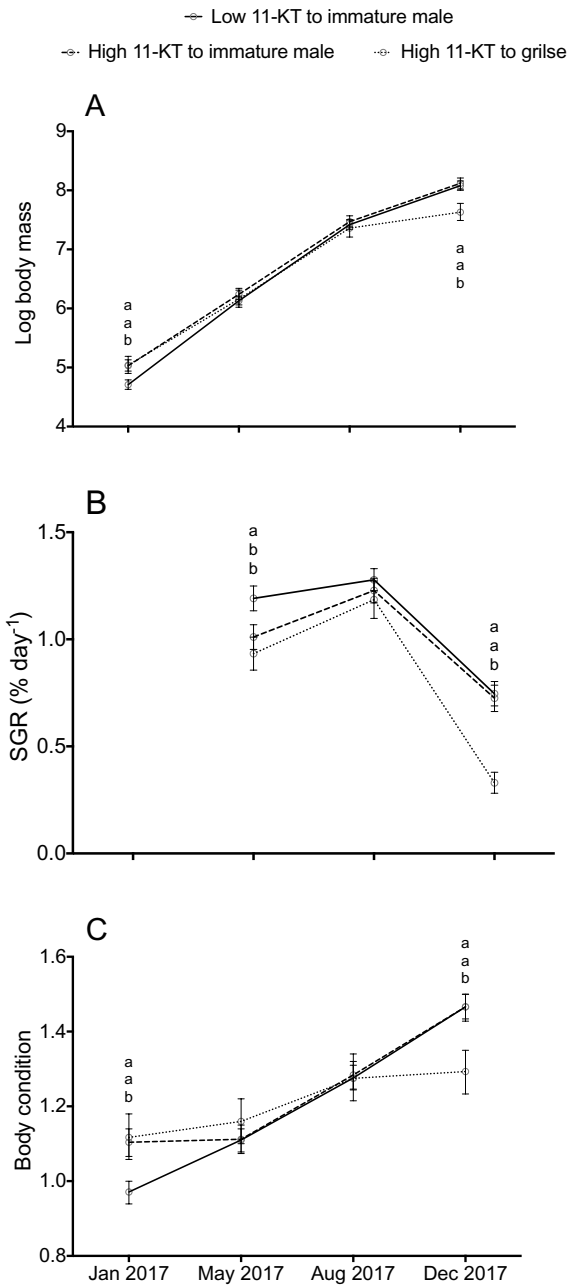 Low 11-KT to immature male
High 11-KT to immature male High 11-KT to grilse
A
9
8
7
6
5
4
Log body mass
a
a
b
a
a
b
B
1.5
1.0
0.5
0.0
SGR (% day-1)
a
b
b
a
a
b
C
1.6
1.4
1.2
1.0
0.8
Body condition
a
a
b
a
a
b
Jan 2017 May 2017 Aug 2017 Dec 2017